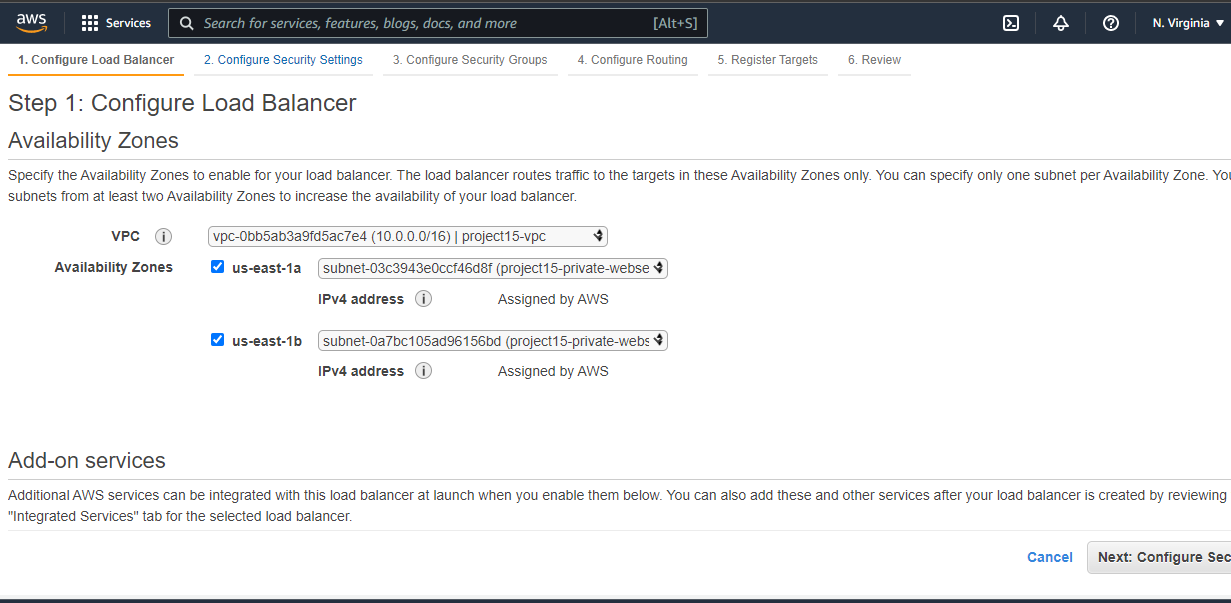 aws Services Search for services, features, blogs, docs, and more [Alt+S] N. Virginia
1. Configure Load Balancer 2. Configure Security Settings 3. Configure Security Groups 4. Configure Routing 5. Register Targets 6. Review
Step 1: Configure Load Balancer
Availability Zones
Specify the Availability Zones to enable for your load balancer. The load balancer routes traffic to the targets in these Availability Zones only. You can specify only one subnet per Availability Zone. You
subnets from at least two Availability Zones to increase the availability of your load balancer.
VPC i vpc-0bb5ab3a9fd5ac7e4 (10.0.0.0/16) | project15-vpc
Availability Zones us-east-1a subnet-03c3943e0ccf46d8f (project15-private-webse
IPv4 address i Assigned by AWS
us-east-1b subnet-0a7bc105ad96156bd (project15-private-webs
IPv4 address i Assigned by AWS
Add-on services
Additional AWS services can be integrated with this load balancer at launch when you enable them below. You can also add these and other services after your load balancer is created by reviewing
"Integrated Services" tab for the selected load balancer.
Cancel Next: Configure Sec